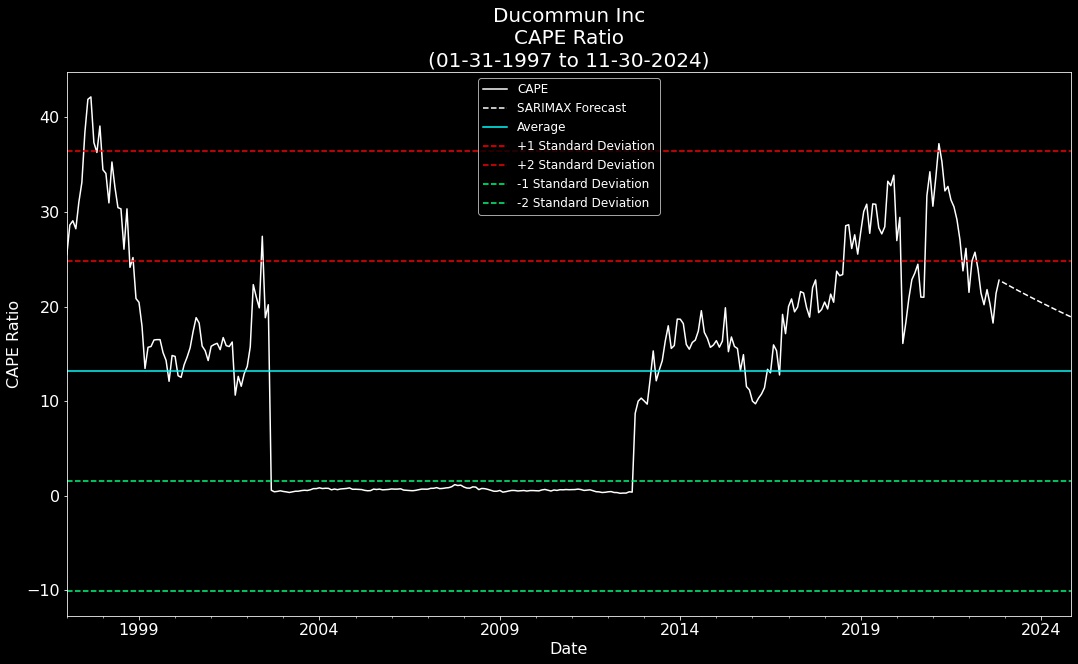 Ducommun Inc
CAPE Ratio
(01-31-1997 to 11-30-2024)
CAPE
SARIMAX Forecast
Average
+1 Standard Deviation
+2 Standard Deviation
-1 Standard Deviation
-2 Standard Deviation
CAPE Ratio
40
30
20
10
0
−10
1999 2004 2009 2014 2019 2024
Date